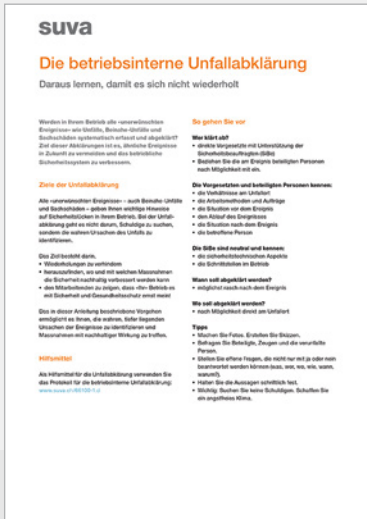 suva
Die betriebsinterne Unfallabklärung
Daraus lernen, damit es sich nicht wiederholt
Werden in Ihrem Betrieb alle «unerwünschten
Ereignisse» wie Unfälle, Beinahe-Unfälle und
Sachschäden systematisch erfasst und abgeklärt?
Ziel dieser Abklärungen ist es, ähnliche Ereignisse
in Zukunft zu vermeiden und das betriebliche
Sicherheitssystem zu verbessern.
Ziele der Unfallabklärung
Alle «unerwünschten Ereignisse» – auch Beinahe-Unfälle
und Sachschäden – geben Ihnen wichtige Hinweise
auf Sicherheitslücken in Ihrem Betrieb. Bei der Unfall-
abklärung geht es nicht darum, Schuldige zu suchen,
sondern die wahren Ursachen des Unfalls zu
identifizieren.
Das Ziel besteht darin,
• Wiederholungen zu verhindern
• herauszufinden, wo und mit welchen Massnahmen
die Sicherheit nachhaltig verbessert werden kann
• den Mitarbeitenden zu zeigen, dass «Ihr» Betrieb es
mit Sicherheit und Gesundheitsschutz ernst meint
Das in dieser Anleitung beschriebene Vorgehen
ermöglicht es Ihnen, die wahren, tiefer liegenden
Ursachen der Ereignisse zu identifizieren und
Massnahmen mit nachhaltiger Wirkung zu treffen.
Hilfsmittel
Als Hilfsmittel für die Unfallabklärung verwenden Sie
das Protokoll für die betriebsinterne Unfallabklärung:
So gehen Sie vor
Wer klärt ab?
• direkte Vorgesetzte mit Unterstützung der
Sicherheitsbeauftragten (SiBe)
• Beziehen Sie die am Ereignis beteiligten Personen
nach Möglichkeit mit ein.
Die Vorgesetzten und beteiligten Personen kennen:
• die Verhältnisse am Unfallort
• die Arbeitsmethoden und Aufträge
• die Situation vor dem Ereignis
• den Ablauf des Ereignisses
• die Situation nach dem Ereignis
• die betroffene Person
Die SiBe sind neutral und kennen:
• die sicherheitstechnischen Aspekte
• die Schnittstellen im Betrieb
Wann soll abgeklärt werden?
• möglichst rasch nach dem Ereignis
Wo soll abgeklärt werden?
• nach Möglichkeit direkt am Unfallort
Tipps
• Machen Sie Fotos. Erstellen Sie Skizzen.
• Befragen Sie Beteiligte, Zeugen und die verunfallte
Person.
• Stellen Sie offene Fragen, die nicht nur mit ja oder nein
beantwortet werden können (was, wer, wo, wie, wann,
warum?).
• Halten Sie die Aussagen schriftlich fest.
• Wichtig: Suchen Sie keine Schuldigen. Schaffen Sie
ein angstfreies Klima.